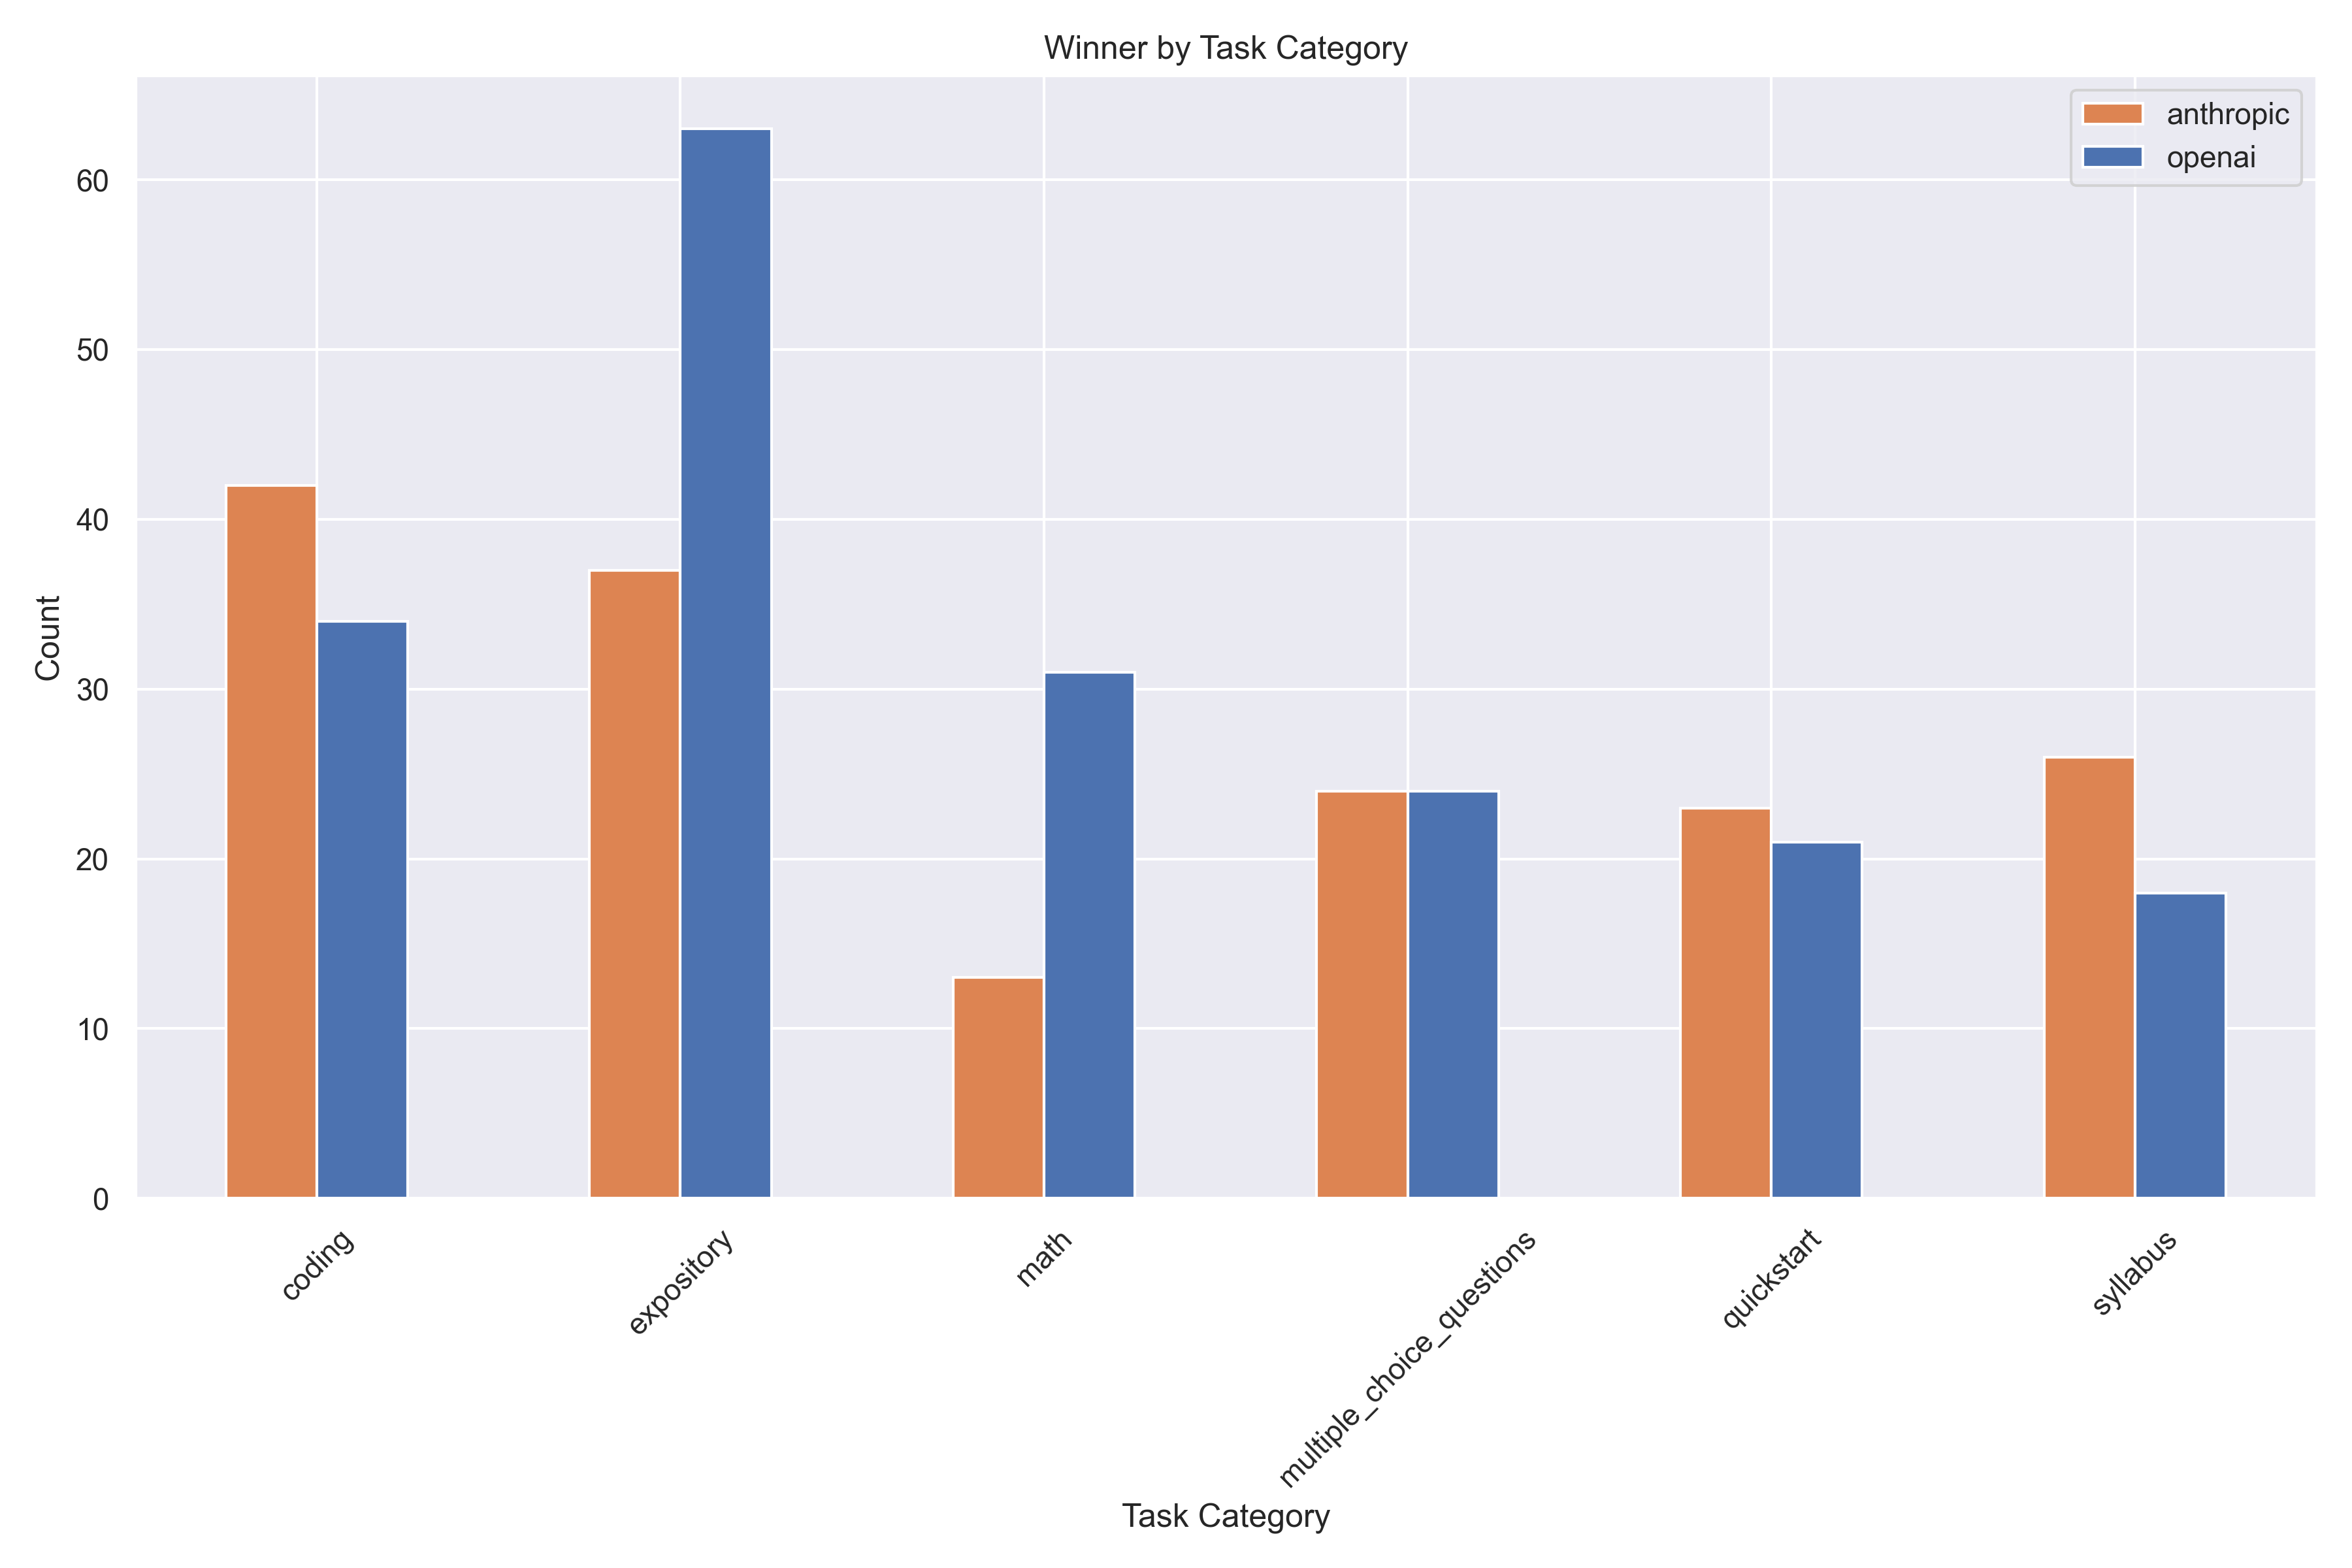 Winner by Task Category
anthropic
openai
60
50
40
30
20
10
0
Count
coding
expository
math
multiple_choice_questions
quickstart
syllabus
Task Category